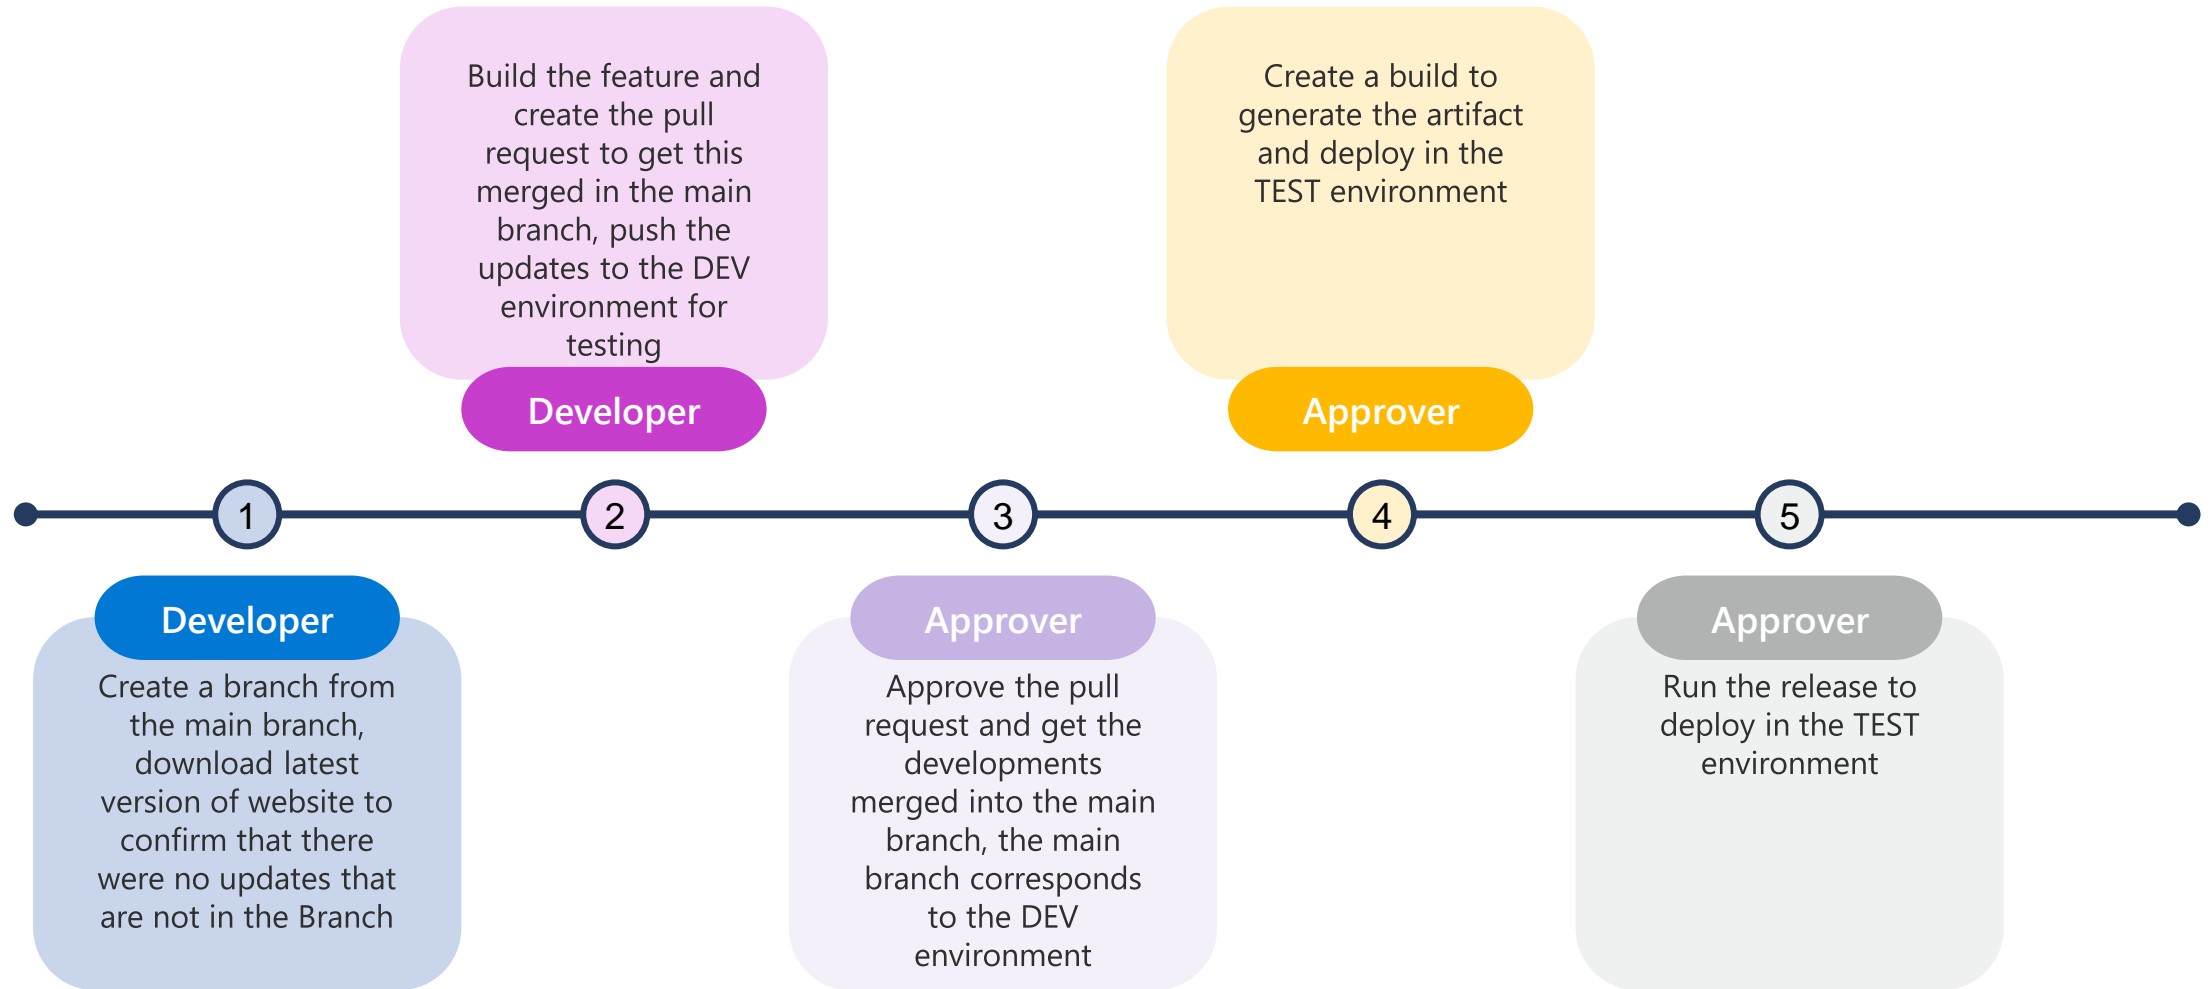 Build the feature and
create the pull
request to get this
merged in the main
branch, push the
updates to the DEV
environment for
testing
Developer
Create a build to
generate the artifact
and deploy in the
TEST environment
Approver
1
2
3
4
5
Developer
Create a branch from
the main branch,
download latest
version of website to
confirm that there
were no updates that
are not in the Branch
Approver
Approve the pull
request and get the
developments
merged into the main
branch, the main
branch corresponds
to the DEV
environment
Approver
Run the release to
deploy in the TEST
environment